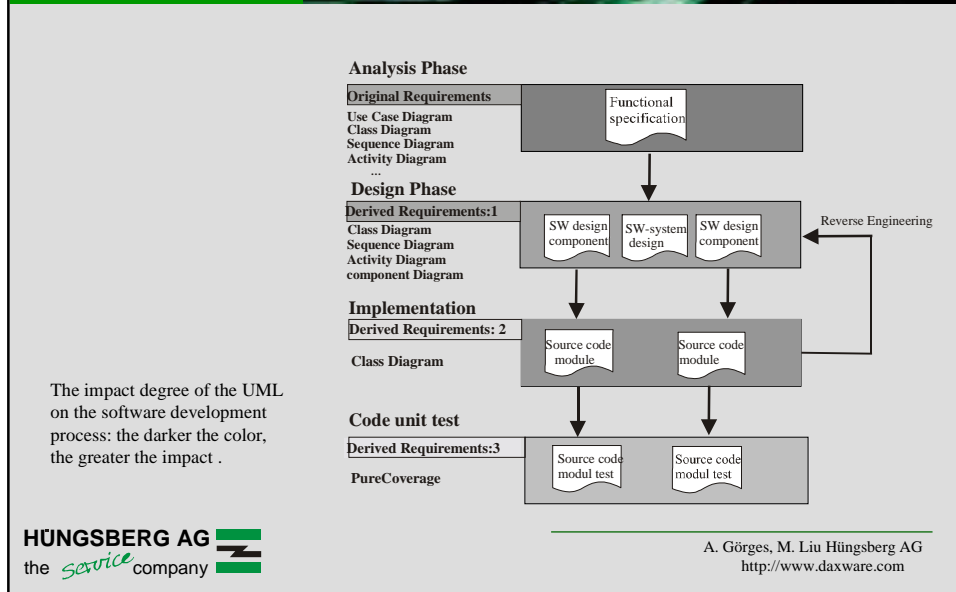 Analysis Phase
Original Requirements
Use Case Diagram
Class Diagram
Sequence Diagram
Activity Diagram
...
Functional
specification
Design Phase
Derived Requirements:1
Class Diagram
Sequence Diagram
Activity Diagram
component Diagram
SW design
component
SW-system
design
SW design
component
Reverse Engineering
Implementation
Derived Requirements: 2
Class Diagram
Source code
module
Source code
module
The impact degree of the UML
on the software development
process: the darker the color,
the greater the impact .
Code unit test
Derived Requirements:3
PureCoverage
Source code
modul test
Source code
modul test
HÜNGSBERG AG
the service company
A. Görges, M. Liu Hüngsberg AG
http://www.daxware.com